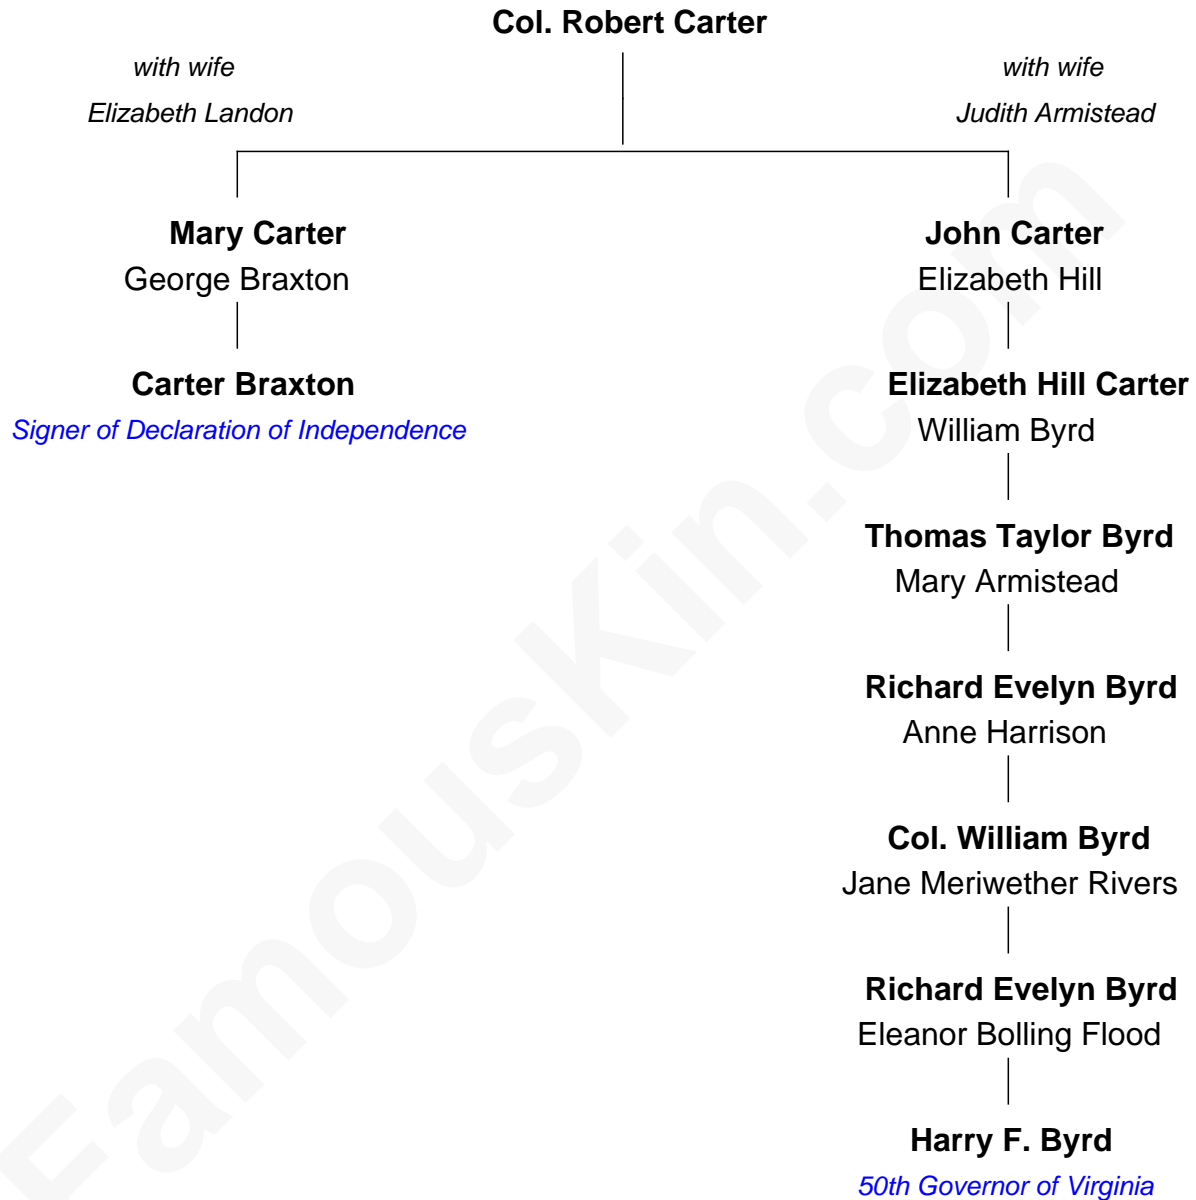 Col. Robert Carter
with wife
Elizabeth Landon
with wife
Judith Armistead
Mary Carter
George Braxton
Carter Braxton
Signer of Declaration of Independence
John Carter
Elizabeth Hill
Elizabeth Hill Carter
William Byrd
Thomas Taylor Byrd
Mary Armistead
Richard Evelyn Byrd
Anne Harrison
Col. William Byrd
Jane Meriwether Rivers
Richard Evelyn Byrd
Eleanor Bolling Flood
Harry F. Byrd
50th Governor of Virginia
FamousKin.com